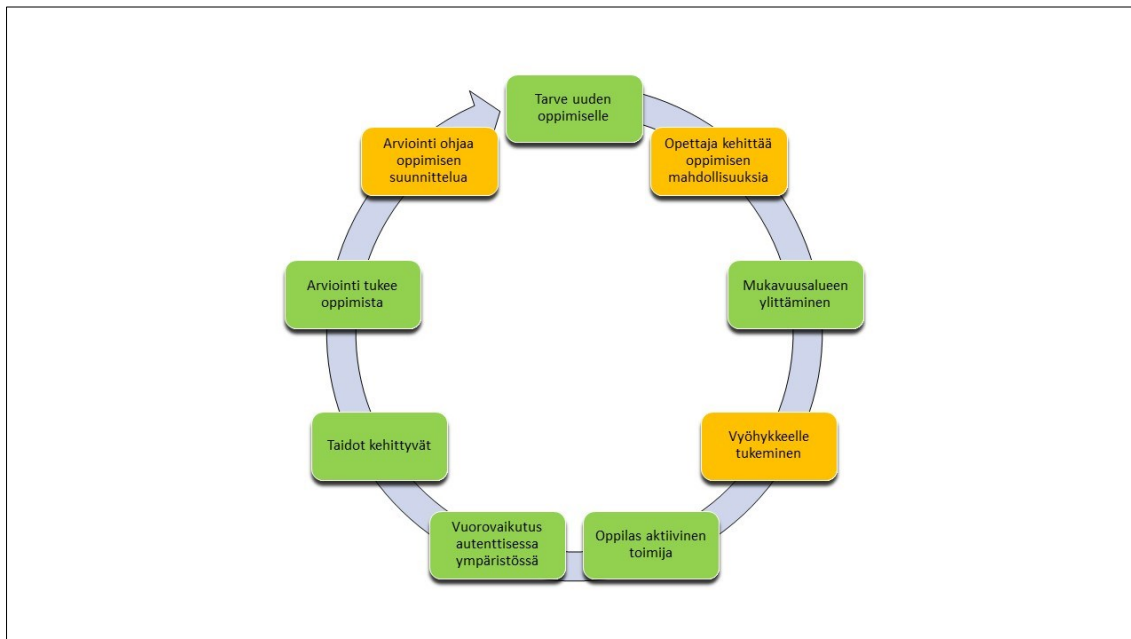 Tarve uuden
oppimiselle
Opettaja kehittää
oppimisen
mahdollisuuksia
Mukavuusalueen
ylittäminen
Vyöhykkeelle
tukeminen
Oppilas aktiivinen
toimija
Vuorovaikutus
autenttisessa
ympäristössä
Taidot kehittyvät
Arviointi tukee
oppimista
Arviointi ohjaa
oppimisen
suunnittelua